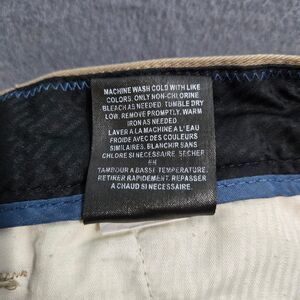 MACHINE WASH COLD WITH LIKE
COLORS. ONLY NON-CHLORINE
BLEACH AS NEEDED. TUMBLE DRY
LOW. REMOVE PROMPTLY. WARM
IRON AS NEEDED.
LAVER A LA MACHINE A L'EAU
FROIDE AVEC DES COULEURS
SIMILAIRES. BLANCHIR SANS
CHLORE SI NECESSAIRE. SECHER
TAMBOUR A BASSE TEMPERATURE.
RETIRER RAPIDEMENT. REPASSER
A CHAUD SI NECESSAIRE.